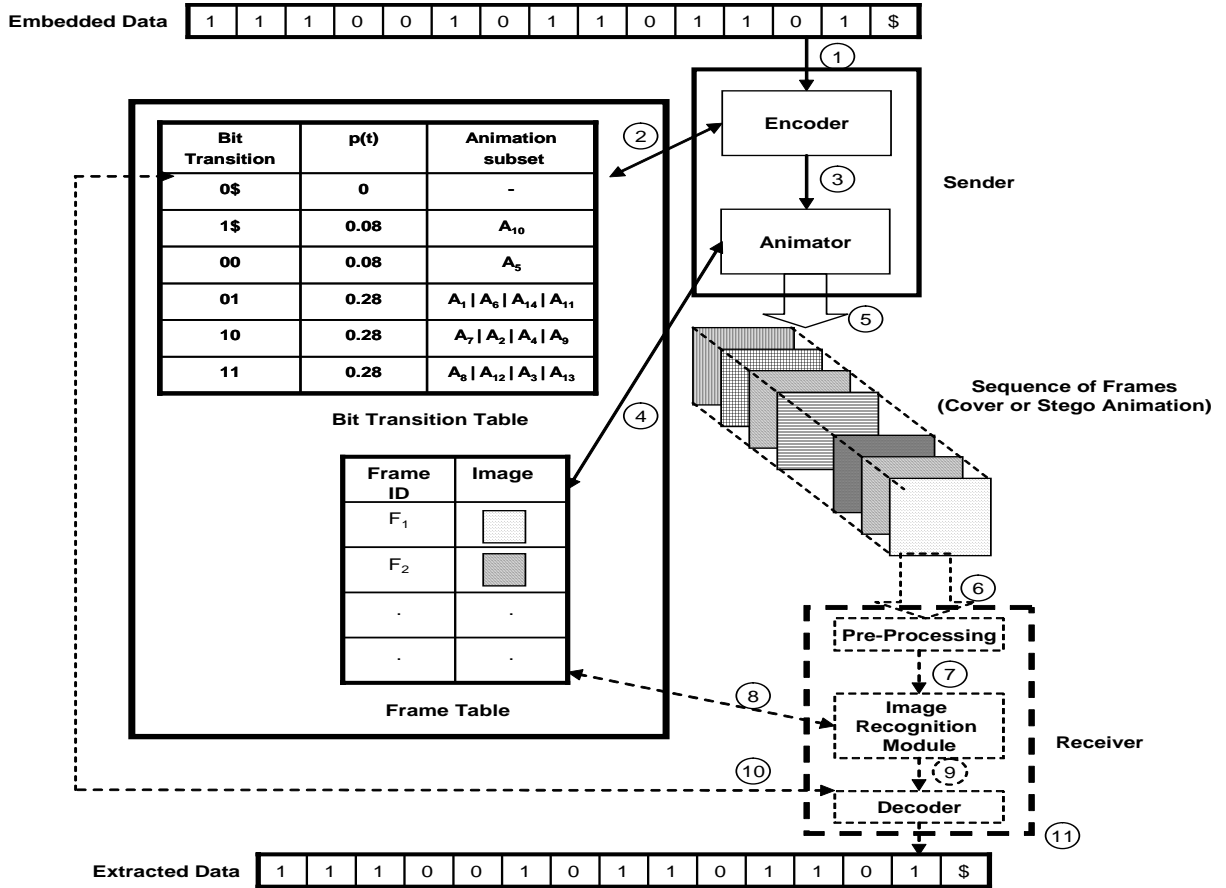 Embedded Data 1 1 1 0 0 1 0 1 1 0 1 1 0 1 $
1
Encoder
2
3
Sender
Animator
Bit Transition p(t) Animation subset
0$ 0 -
1$ 0.08 A10
00 0.08 A5
01 0.28 A1 | A6 | A14 | A11
10 0.28 A7 | A2 | A4 | A9
11 0.28 A8 | A12 | A3 | A13
Bit Transition Table
4
5
Sequence of Frames
(Cover or Stego Animation)
Frame ID Image
F1
F2
. .
. .
Frame Table
6
Pre-Processing
7
8
Image
Recognition
Module
Receiver
9
10
Decoder
11
Extracted Data 1 1 1 0 0 1 0 1 1 0 1 1 0 1 $